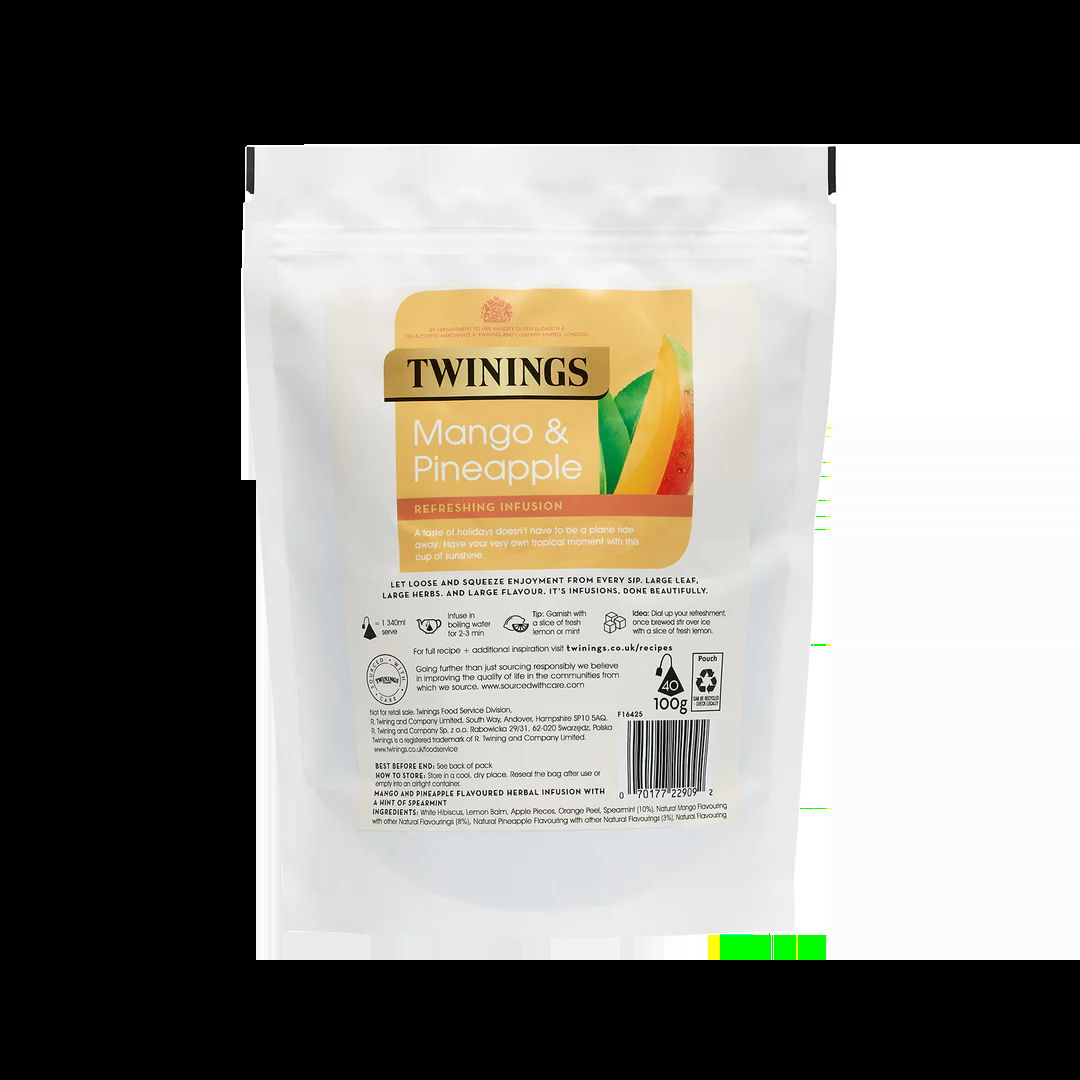 BY APPOINTMENT TO HER MAJESTY QUEEN ELIZABETH II
TEA & COFFEE MERCHANTS R. TWINING AND COMPANY LIMITED, LONDON
TWININGS
Mango &
Pineapple
REFRESHING INFUSION
A taste of holidays doesn't have to be a plane ride
away. Have your very own tropical moment with this
cup of sunshine.
LET LOOSE AND SQUEEZE ENJOYMENT FROM EVERY SIP. LARGE LEAF,
LARGE HERBS. AND LARGE FLAVOUR. IT'S INFUSIONS, DONE BEAUTIFULLY.
= 1 340ml
serve
Infuse in
boiling water
for 2-3 min
Tip: Garnish with
a slice of fresh
lemon or mint
Idea: Dial up your refreshment,
once brewed stir over ice
with a slice of fresh lemon.
For full recipe + additional inspiration visit twinings.co.uk/recipes
SOURCED WITH CARE
TWININGS
Going further than just sourcing responsibly we believe
in improving the quality of life in the communities from
which we source. www.sourcedwithcare.com
40
100g
Pouch
CAN BE RECYCLED
- CHECK LOCALLY
Not for retail sale. Twinings Food Service Division,
R. Twining and Company Limited, South Way, Andover, Hampshire SP10 5AQ.
R. Twining and Company Sp. z o.o. Rabowicka 29/31, 62-020 Swarzędz, Polska
Twinings is a registered trademark of R. Twining and Company Limited.
www.twinings.co.uk/foodservice
F16425
0 70177 22909 2
BEST BEFORE END: See back of pack
HOW TO STORE: Store in a cool, dry place. Reseal the bag after use or
empty into an airtight container.
MANGO AND PINEAPPLE FLAVOURED HERBAL INFUSION WITH
A HINT OF SPEARMINT
INGREDIENTS: White Hibiscus, Lemon Balm, Apple Pieces, Orange Peel, Spearmint (10%), Natural Mango Flavouring
with other Natural Flavourings (8%), Natural Pineapple Flavouring with other Natural Flavourings (3%), Natural Flavouring